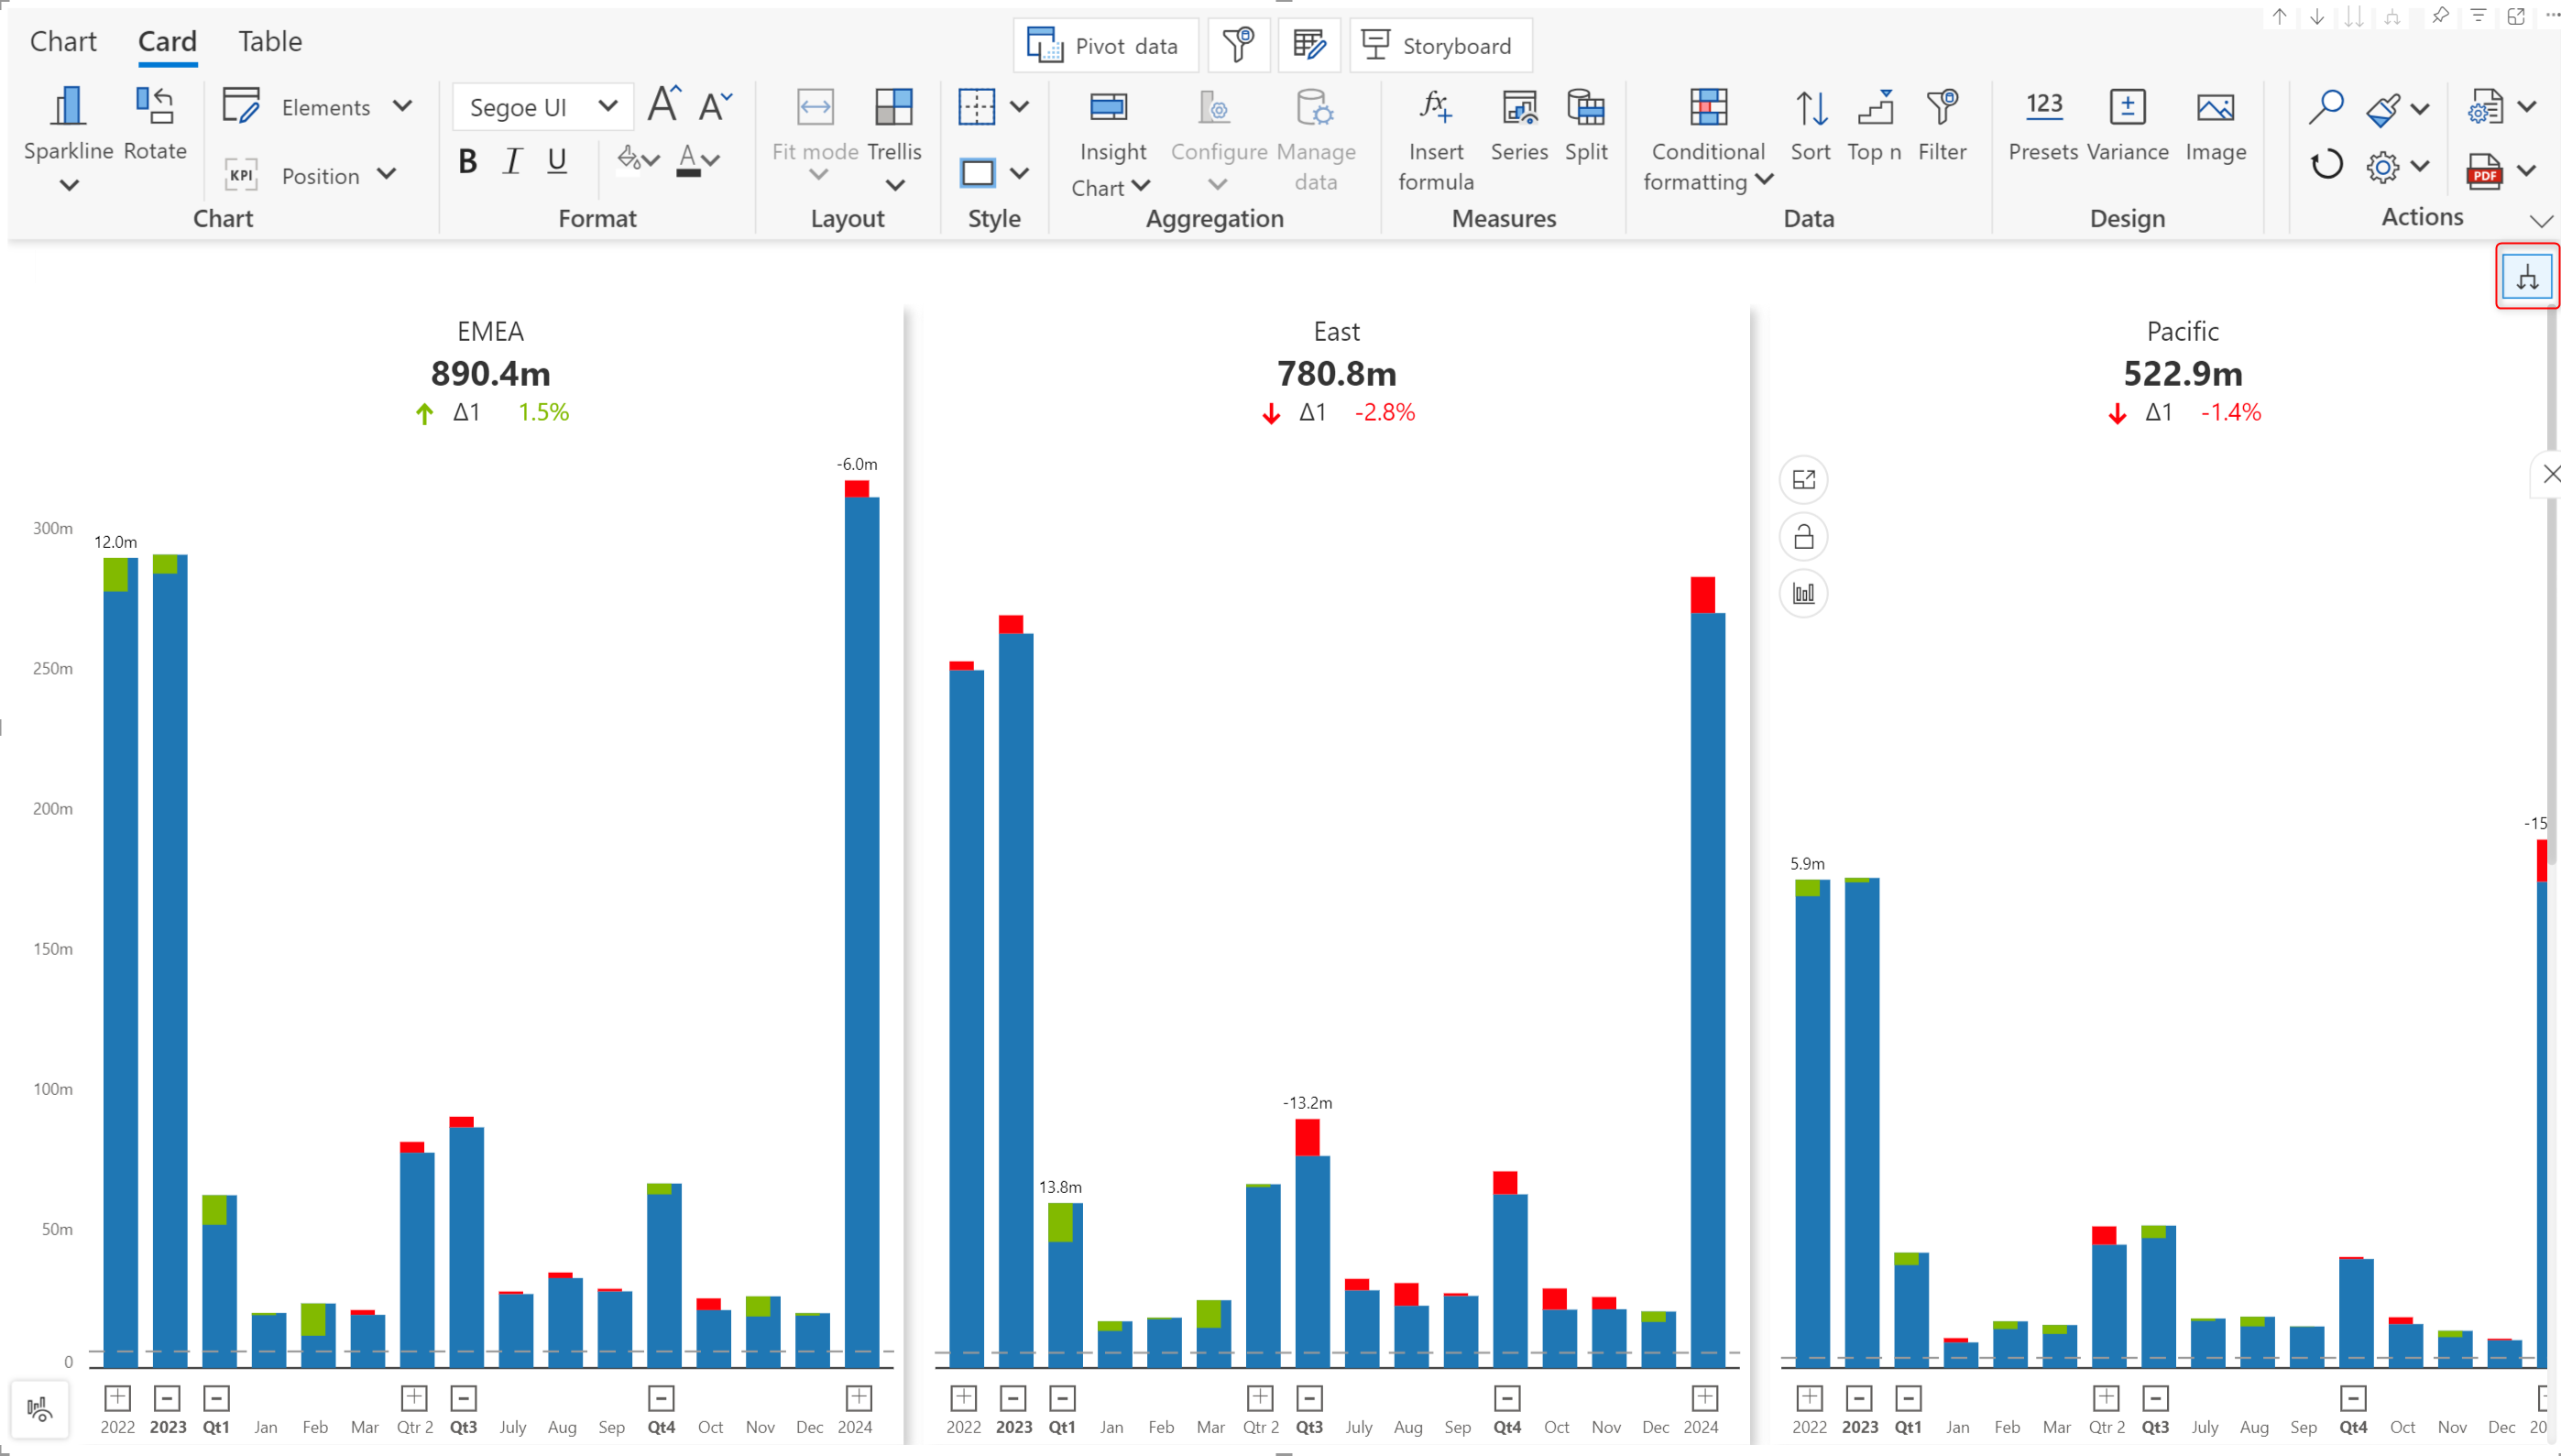 Chart Card Table
Pivot data Storyboard
Sparkline Rotate Elements Position KPI
Chart
Segoe UI A A
B I U A
Format
Fit mode Trellis
Layout
Style
Insight Chart Configure Manage data
Aggregation
fx Insert formula Series Split
Measures
Conditional formatting Sort Top n Filter
Data
123 Presets Variance Image
Design
PDF
Actions
EMEA
890.4m
Δ1 1.5%
East
780.8m
Δ1 -2.8%
Pacific
522.9m
Δ1 -1.4%
300m
250m
200m
150m
100m
50m
0
12.0m
-6.0m
13.8m
-13.2m
5.9m
-15
2022 2023 Qt1 Jan Feb Mar Qtr 2 Qt3 July Aug Sep Qt4 Oct Nov Dec 2024
2022 2023 Qt1 Jan Feb Mar Qtr 2 Qt3 July Aug Sep Qt4 Oct Nov Dec 2024
2022 2023 Qt1 Jan Feb Mar Qtr 2 Qt3 July Aug Sep Qt4 Oct Nov Dec 20